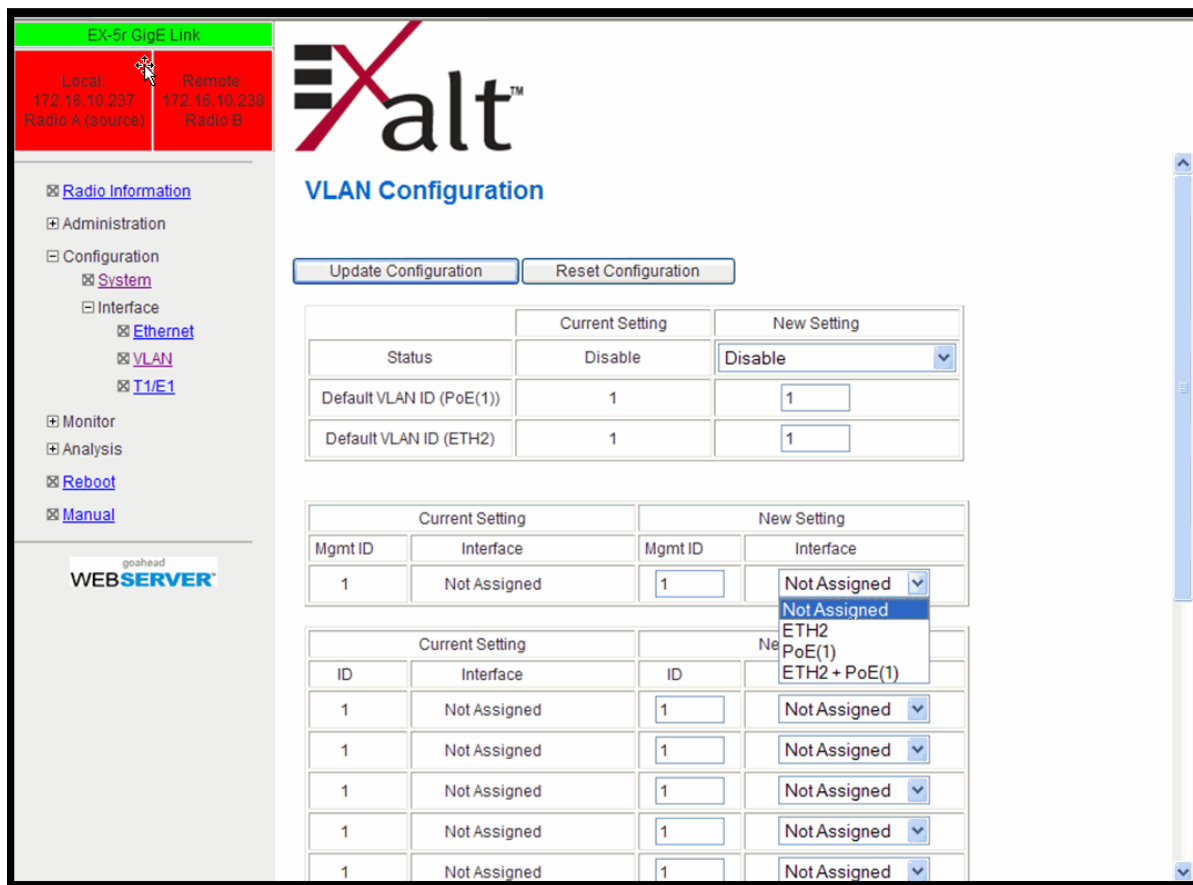 EX-5r GigE Link
Local:
172.16.10.237
Radio A (source)
Remote:
172.16.10.238
Radio B
EXalt™
Radio Information
Administration
Configuration
System
Interface
Ethernet
VLAN
T1/E1
Monitor
Analysis
Reboot
Manual
goahead
WEBSERVER™
VLAN Configuration
Update Configuration Reset Configuration
Current Setting New Setting
Status Disable Disable
Default VLAN ID (PoE(1)) 1 1
Default VLAN ID (ETH2) 1 1
Current Setting New Setting
Mgmt ID Interface Mgmt ID Interface
1 Not Assigned 1 Not Assigned
Not Assigned
ETH2
PoE(1)
ETH2 + PoE(1)
Current Setting Ne
ID Interface ID
1 Not Assigned 1 Not Assigned
1 Not Assigned 1 Not Assigned
1 Not Assigned 1 Not Assigned
1 Not Assigned 1 Not Assigned
1 Not Assigned 1 Not Assigned